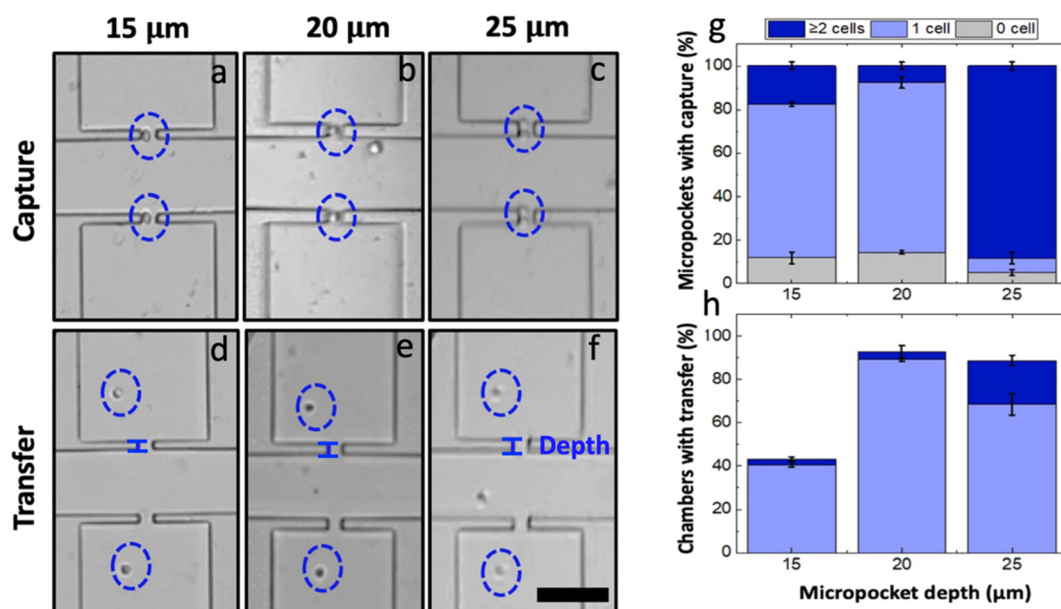 15 μm
20 μm
25 μm
Capture
a
b
c
Transfer
d
e
f
Depth
g
≥2 cells
1 cell
0 cell
Micropockets with capture (%)
100
80
60
40
20
0
15
20
25
h
Chambers with transfer (%)
100
80
60
40
20
0
15
20
25
Micropocket depth (μm)